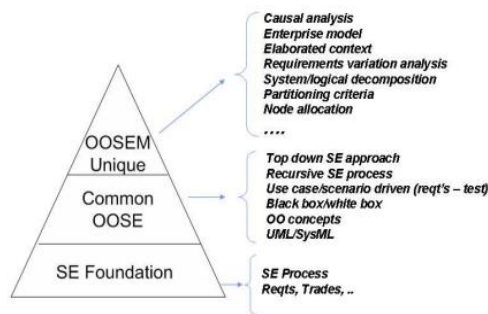 Causal analysis
Enterprise model
Elaborated context
Requirements variation analysis
System/logical decomposition
Partitioning criteria
Node allocation
....
OOSEM
Unique
Top down SE approach
Recursive SE process
Use case/scenario driven (reqt's – test)
Black box/white box
OO concepts
UML/SysML
Common
OOSE
SE Foundation
SE Process
Reqts, Trades, ..